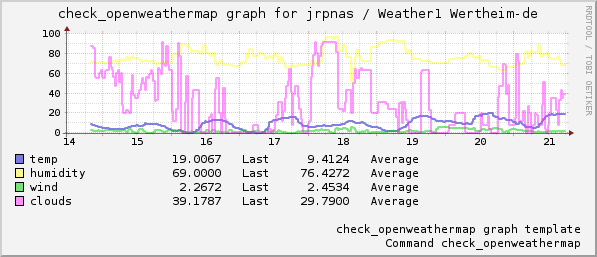 check_openweathermap graph for jrpnas / Weather1 Wertheim-de
RRDTOOL / TOBI OETIKER
100
80
60
40
20
0
14 15 16 17 18 19 20 21
temp 19.0067 Last 9.4124 Average
humidity 69.0000 Last 76.4272 Average
wind 2.2672 Last 2.4534 Average
clouds 39.1787 Last 29.7900 Average
check_openweathermap graph template
Command check_openweathermap